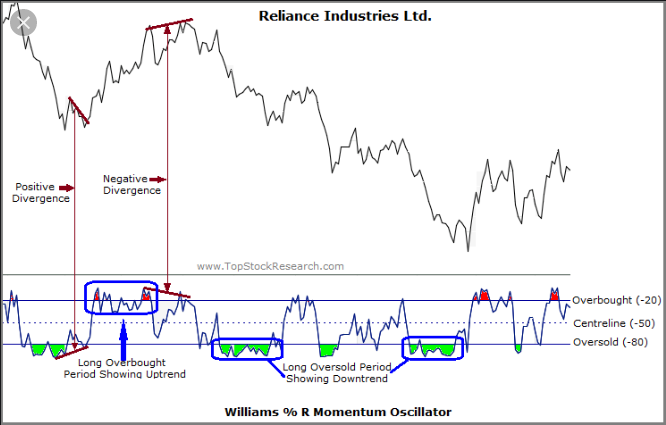 Reliance Industries Ltd.
Positive
Divergence
Negative
Divergence
www.TopStockResearch.com
Overbought (-20)
Centreline (-50)
Oversold (-80)
Long Overbought
Period Showing Uptrend
Long Oversold Period
Showing Downtrend
Williams % R Momentum Oscillator